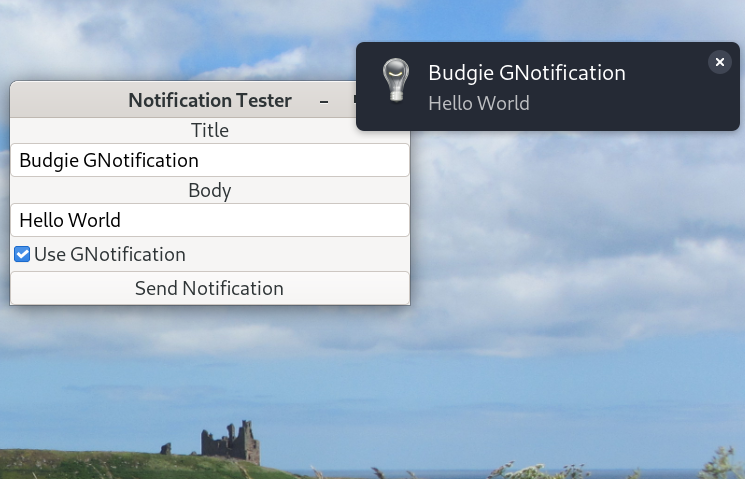 Notification Tester
Title
Budgie GNotification
Body
Hello World
Use GNotification
Send Notification
Budgie GNotification
Hello World